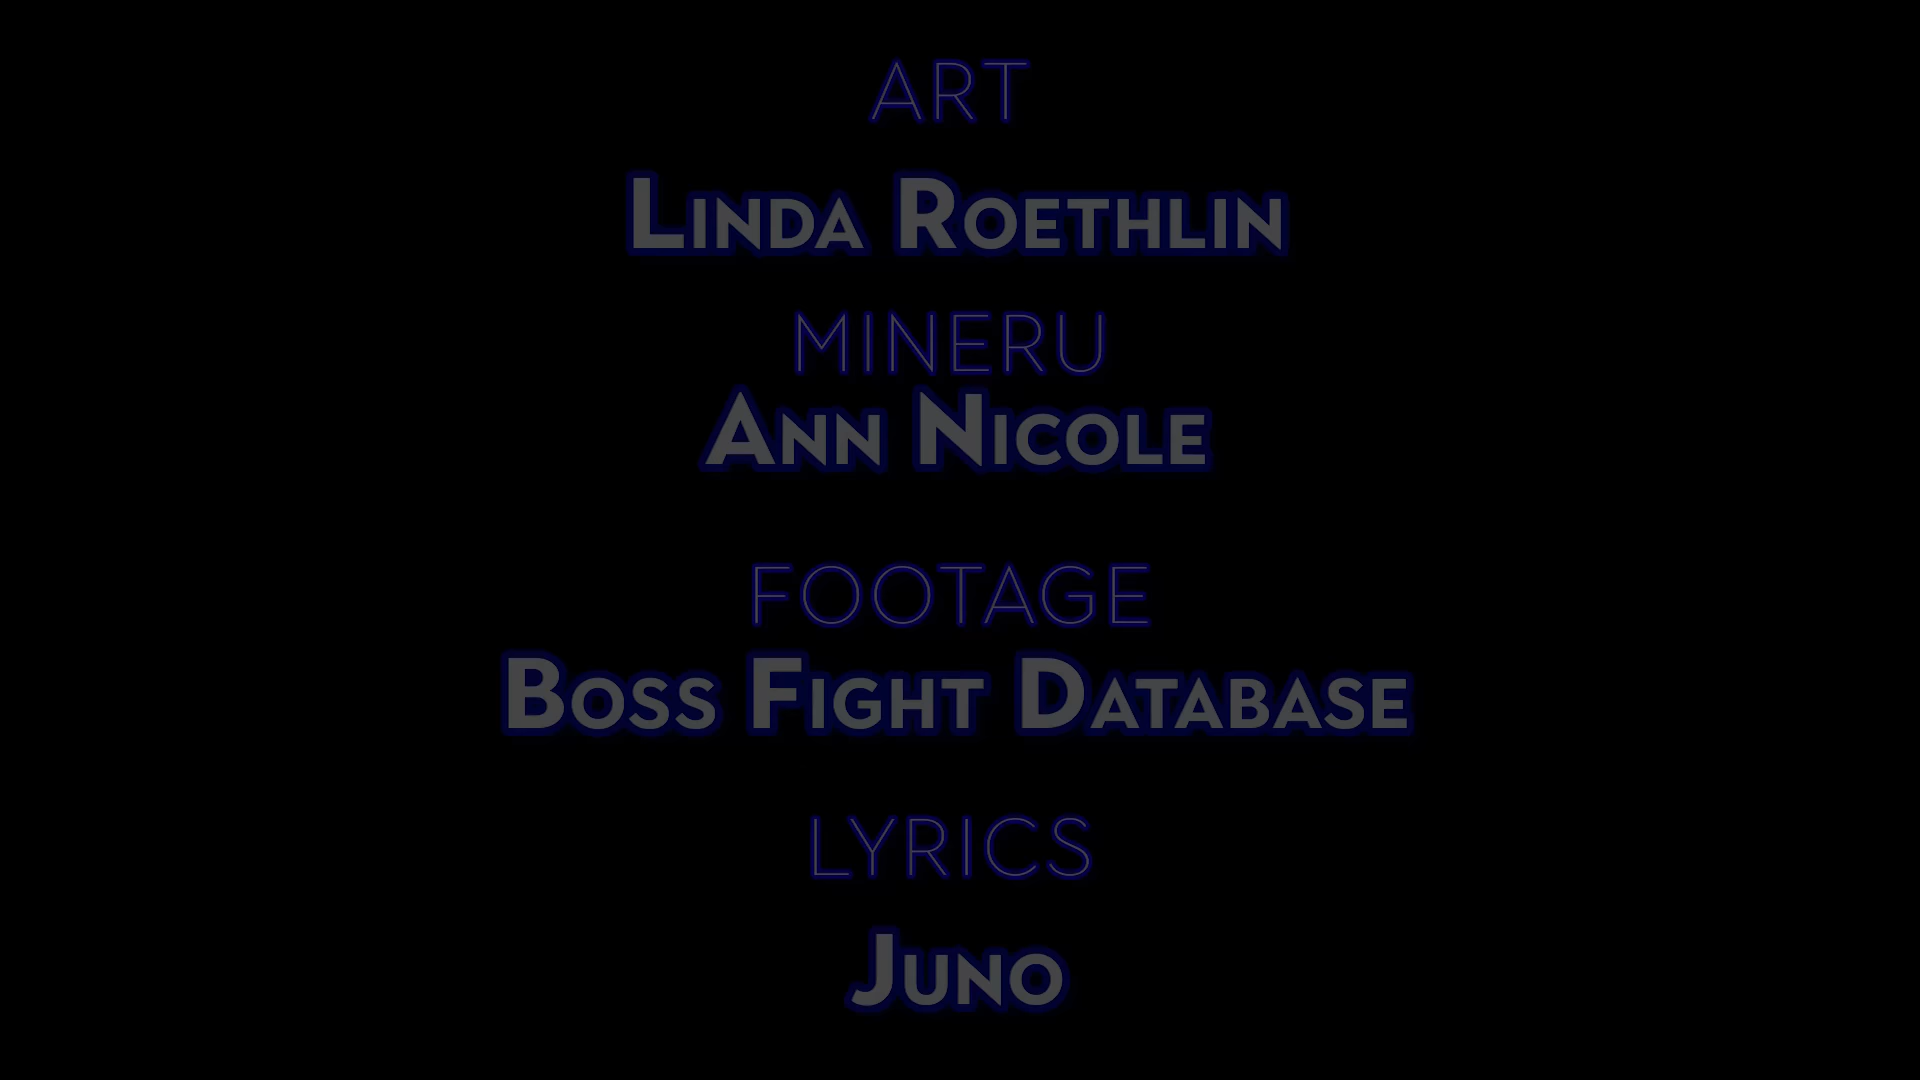 ART
Linda Roethlin
MINERU
Ann Nicole
FOOTAGE
Boss Fight Database
LYRICS
Juno